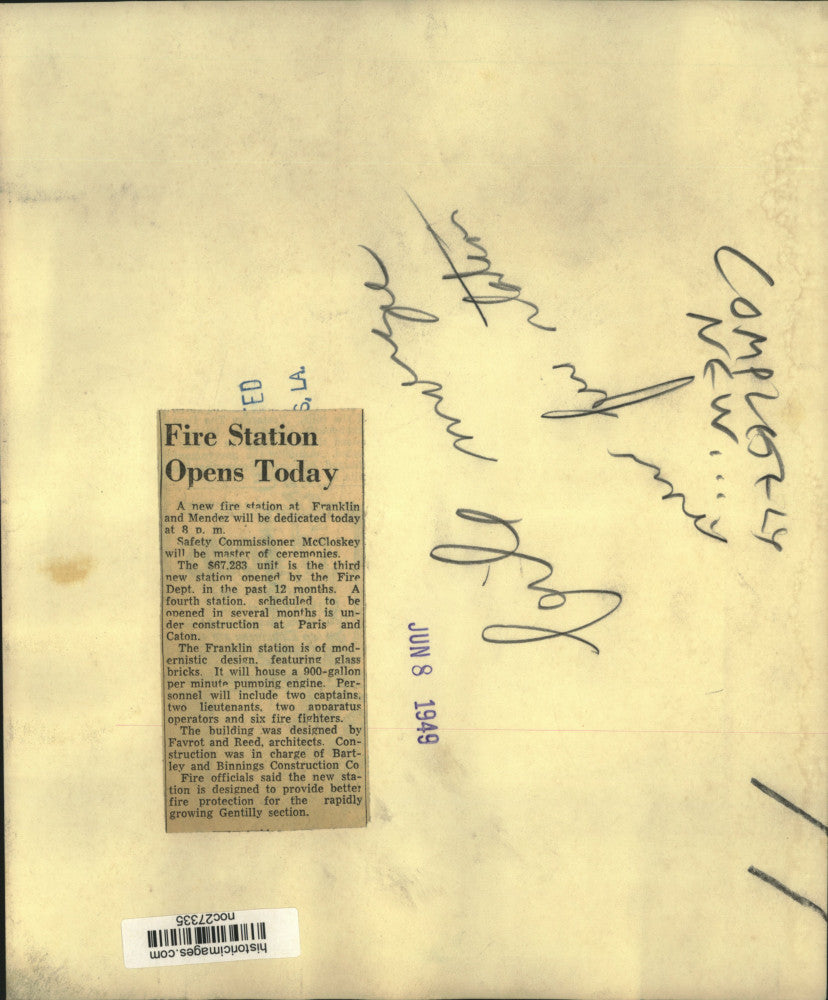 COMPLETELY
NEW...
new fire station
JUN 8 1949
ED
S, LA.
Fire Station
Opens Today
A new fire station at Franklin
and Mendez will be dedicated today
at 8 p. m.
Safety Commissioner McCloskey
will be master of ceremonies.
The $67,283 unit is the third
new station opened by the Fire
Dept. in the past 12 months. A
fourth station, scheduled to be
opened in several months is un-
der construction at Paris and
Caton.
The Franklin station is of mod-
ernistic design, featuring glass
bricks. It will house a 900-gallon
per minute pumping engine. Per-
sonnel will include two captains,
two lieutenants, two apparatus
operators and six fire fighters.
The building was designed by
Favrot and Reed, architects. Con-
struction was in charge of Bart-
ley and Binnings Construction Co
Fire officials said the new sta-
tion is designed to provide better
fire protection for the rapidly
growing Gentilly section.
historicimages.com
noc27335